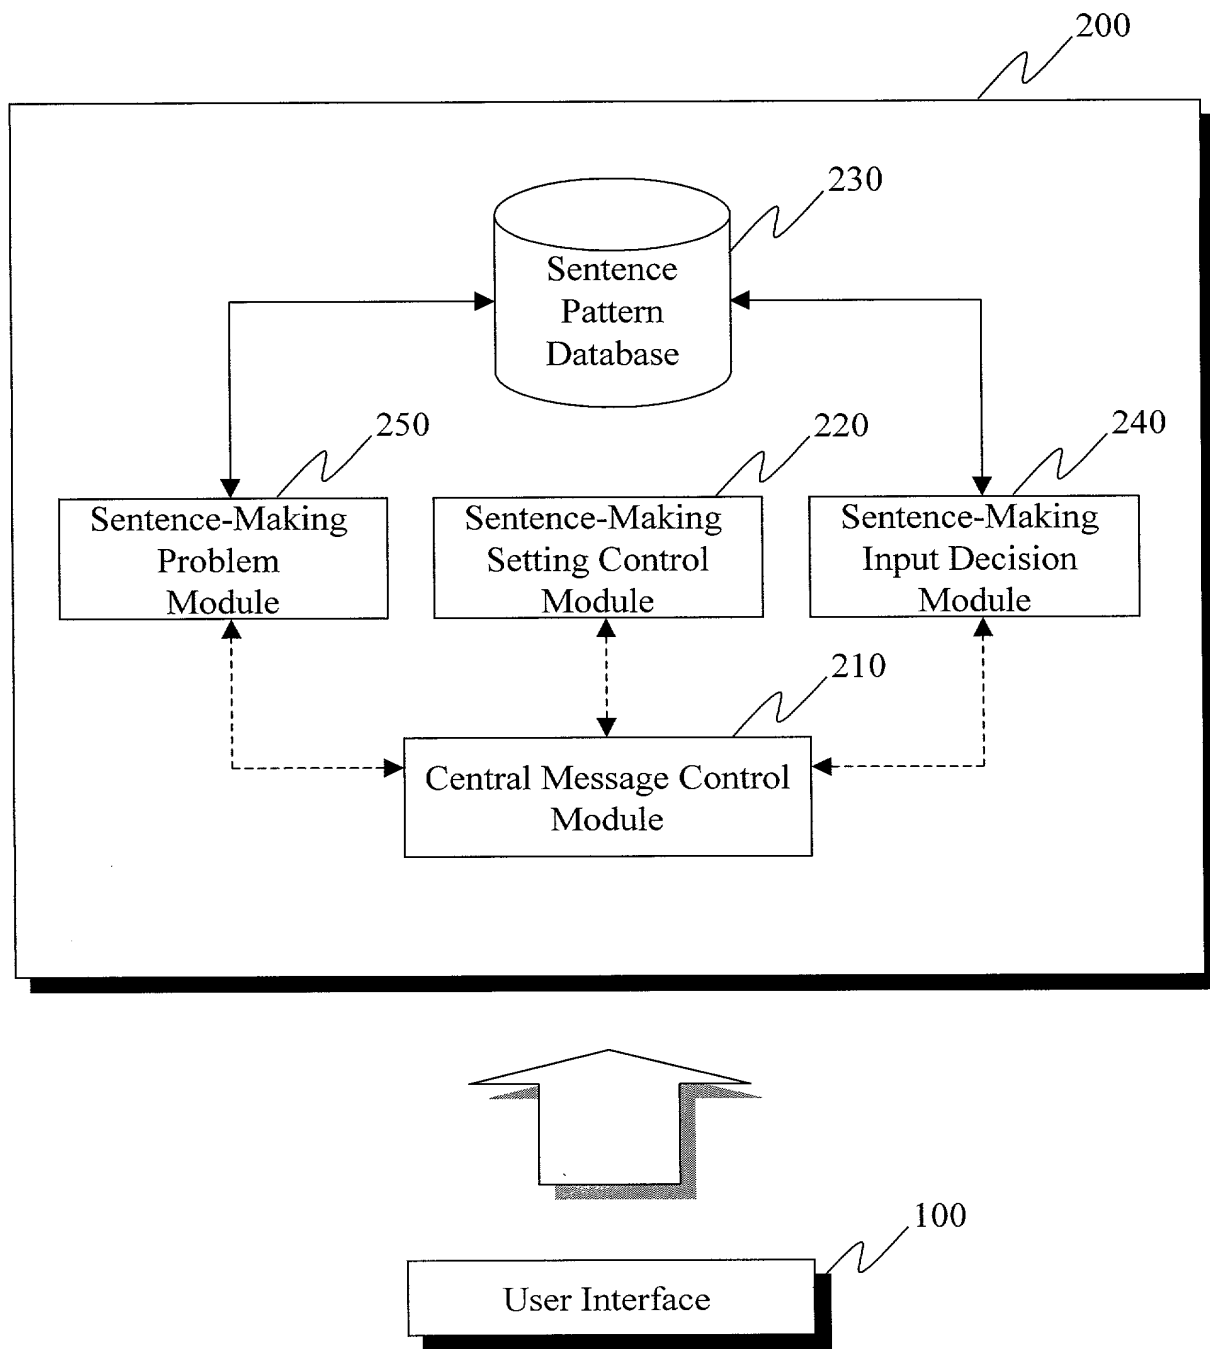 200
230
Sentence
Pattern
Database
250
220
240
Sentence-Making
Problem
Module
Sentence-Making
Setting Control
Module
Sentence-Making
Input Decision
Module
210
Central Message Control
Module
100
User Interface